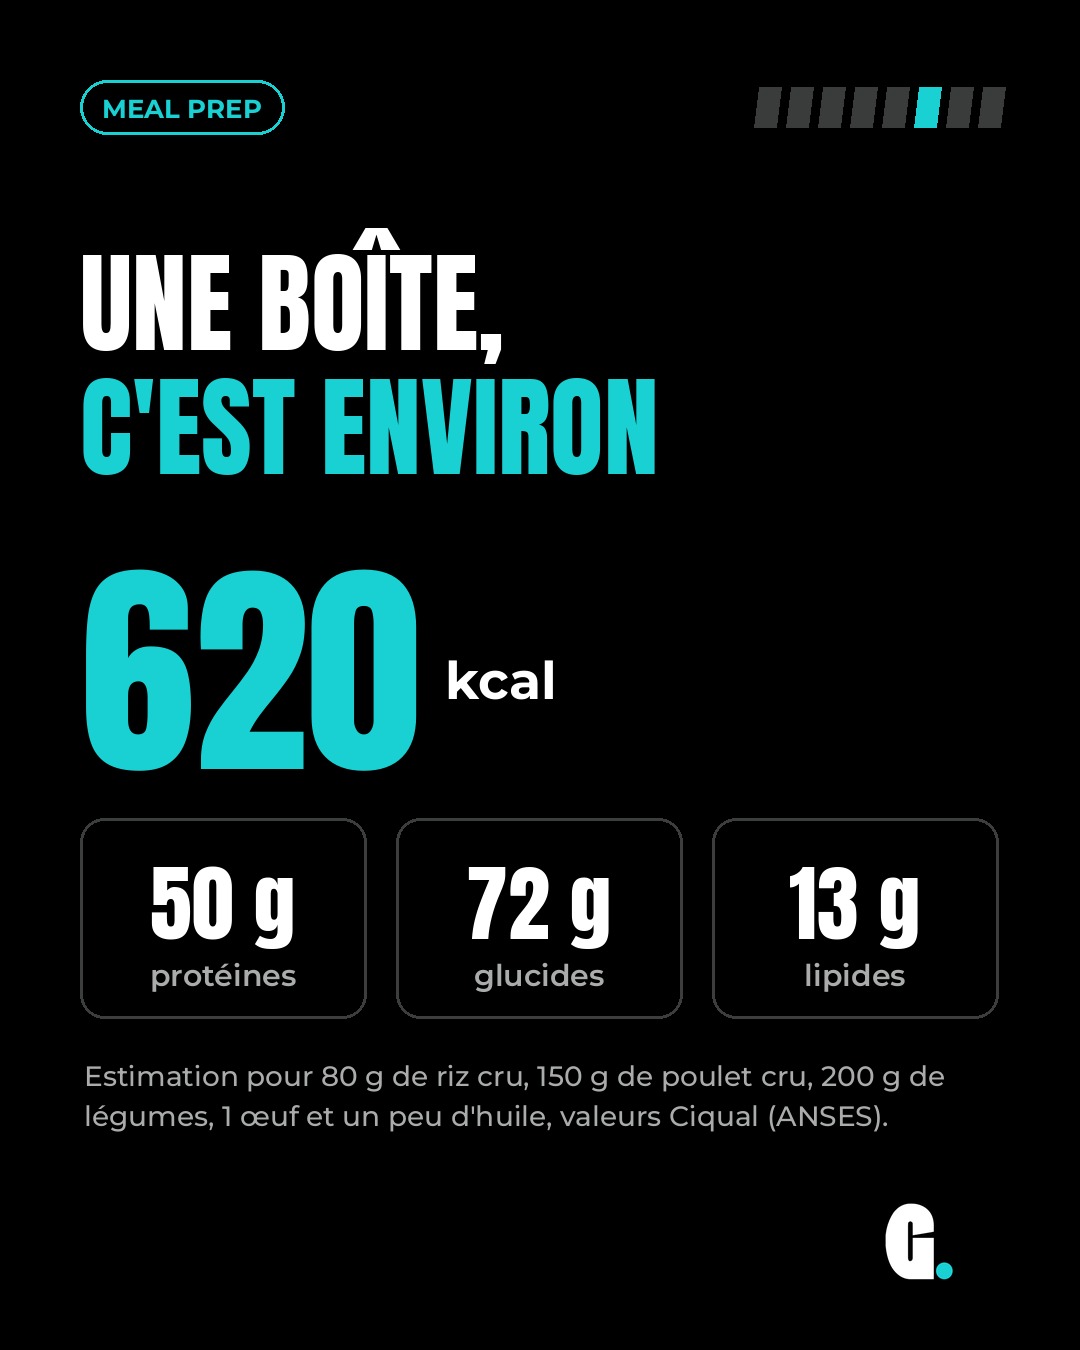 MEAL PREP
UNE BOÎTE,
C'EST ENVIRON
620 kcal
50 g
protéines
72 g
glucides
13 g
lipides
Estimation pour 80 g de riz cru, 150 g de poulet cru, 200 g de
légumes, 1 œuf et un peu d'huile, valeurs Ciqual (ANSES).
G.